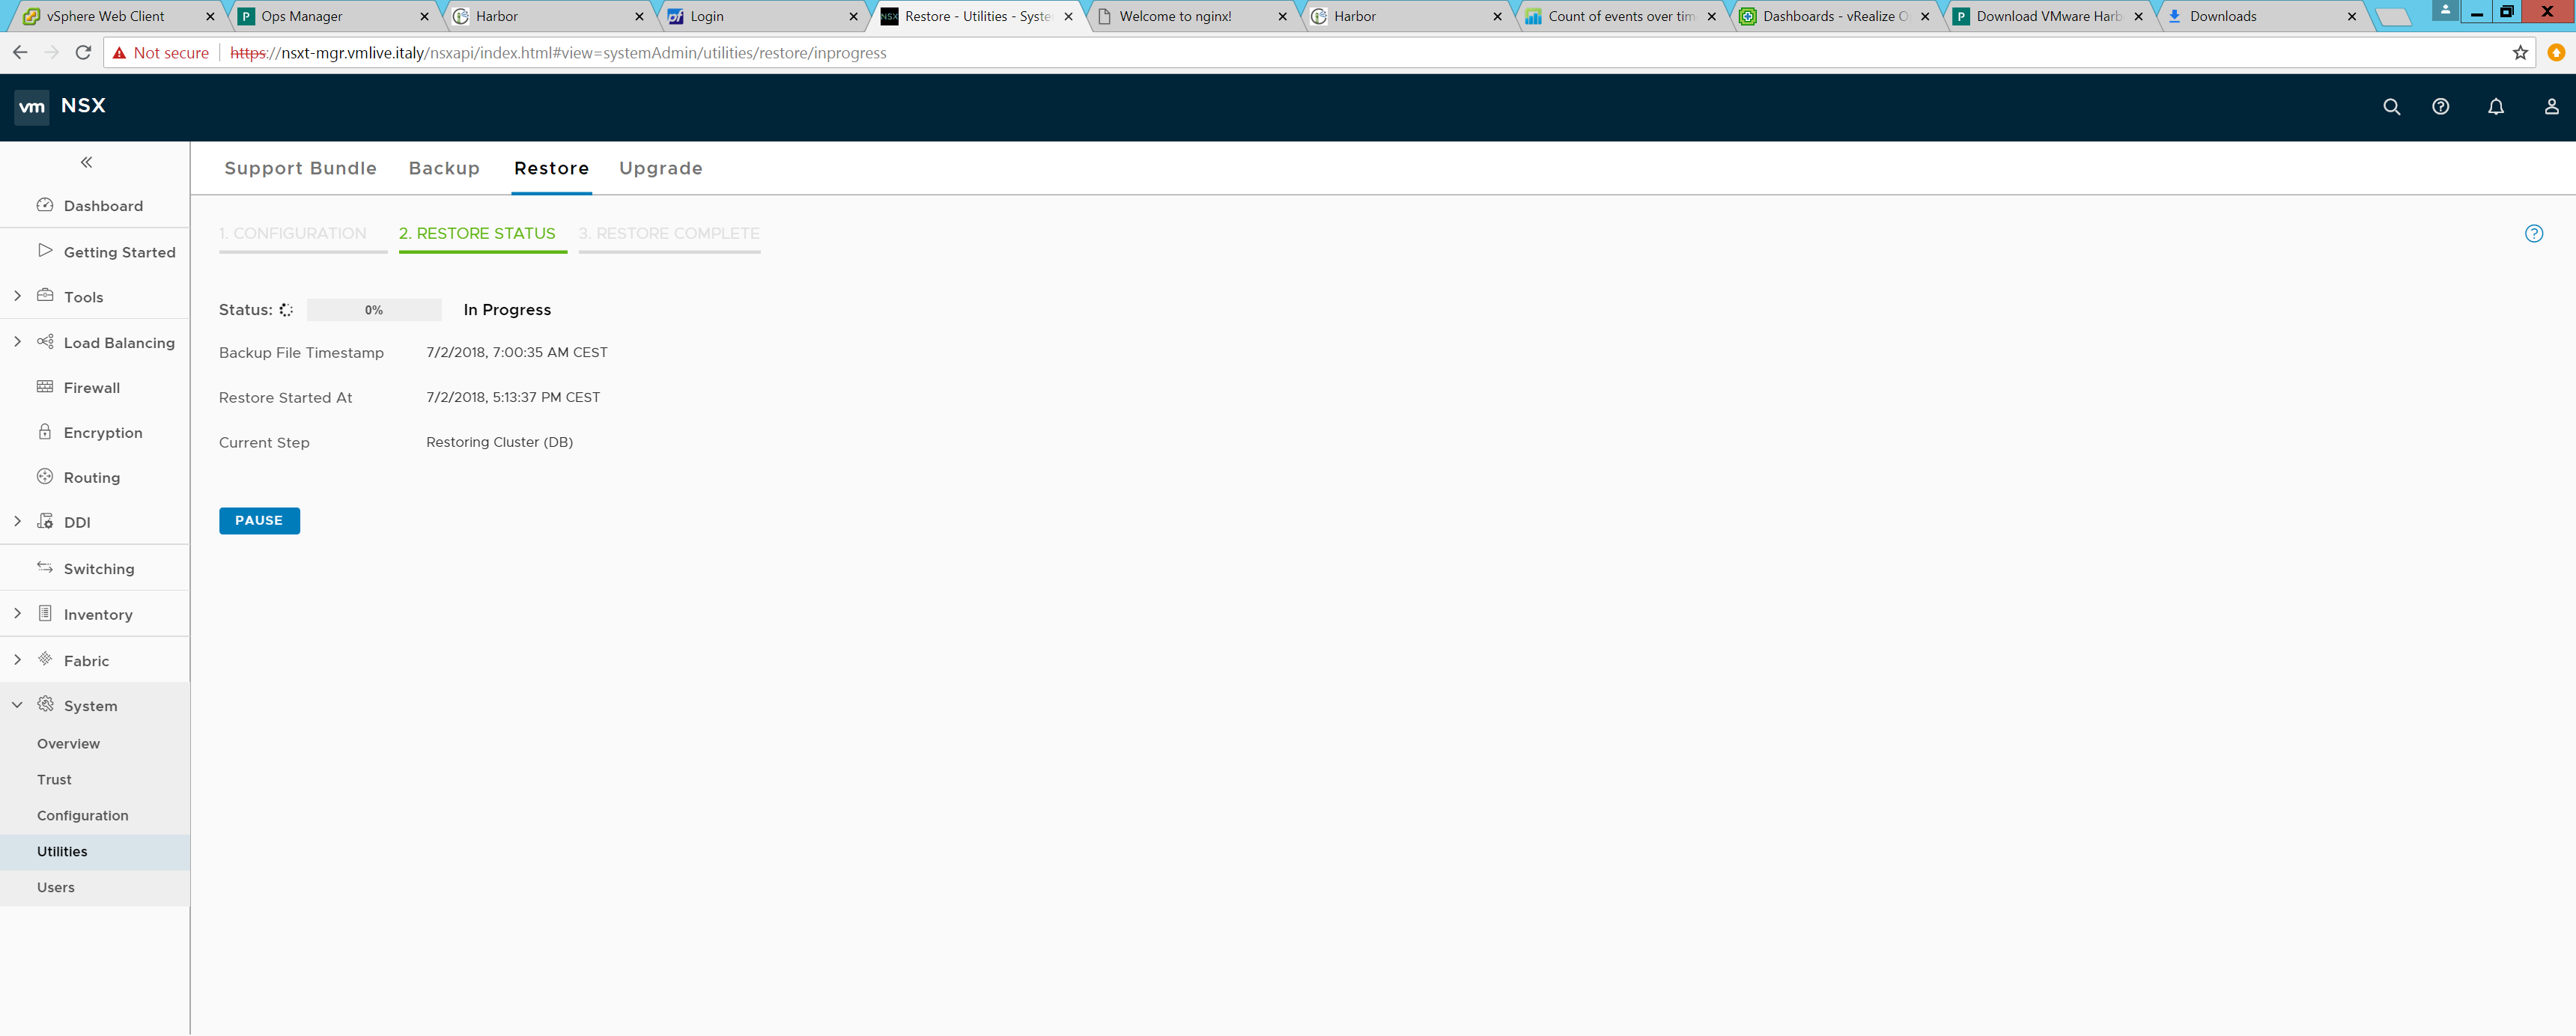 vSphere Web Client
Ops Manager
Harbor
Login
Restore - Utilities - Syste
Welcome to nginx!
Harbor
Count of events over tim
Dashboards - vRealize O
Download VMware Harb
Downloads
Not secure https://nsxt-mgr.vmlive.italy/nsxapi/index.html#view=systemAdmin/utilities/restore/inprogress
vm NSX
Support Bundle Backup Restore Upgrade
Dashboard
Getting Started
Tools
Load Balancing
Firewall
Encryption
Routing
DDI
Switching
Inventory
Fabric
System
Overview
Trust
Configuration
Utilities
Users
1. CONFIGURATION 2. RESTORE STATUS 3. RESTORE COMPLETE
Status: 0% In Progress
Backup File Timestamp 7/2/2018, 7:00:35 AM CEST
Restore Started At 7/2/2018, 5:13:37 PM CEST
Current Step Restoring Cluster (DB)
PAUSE